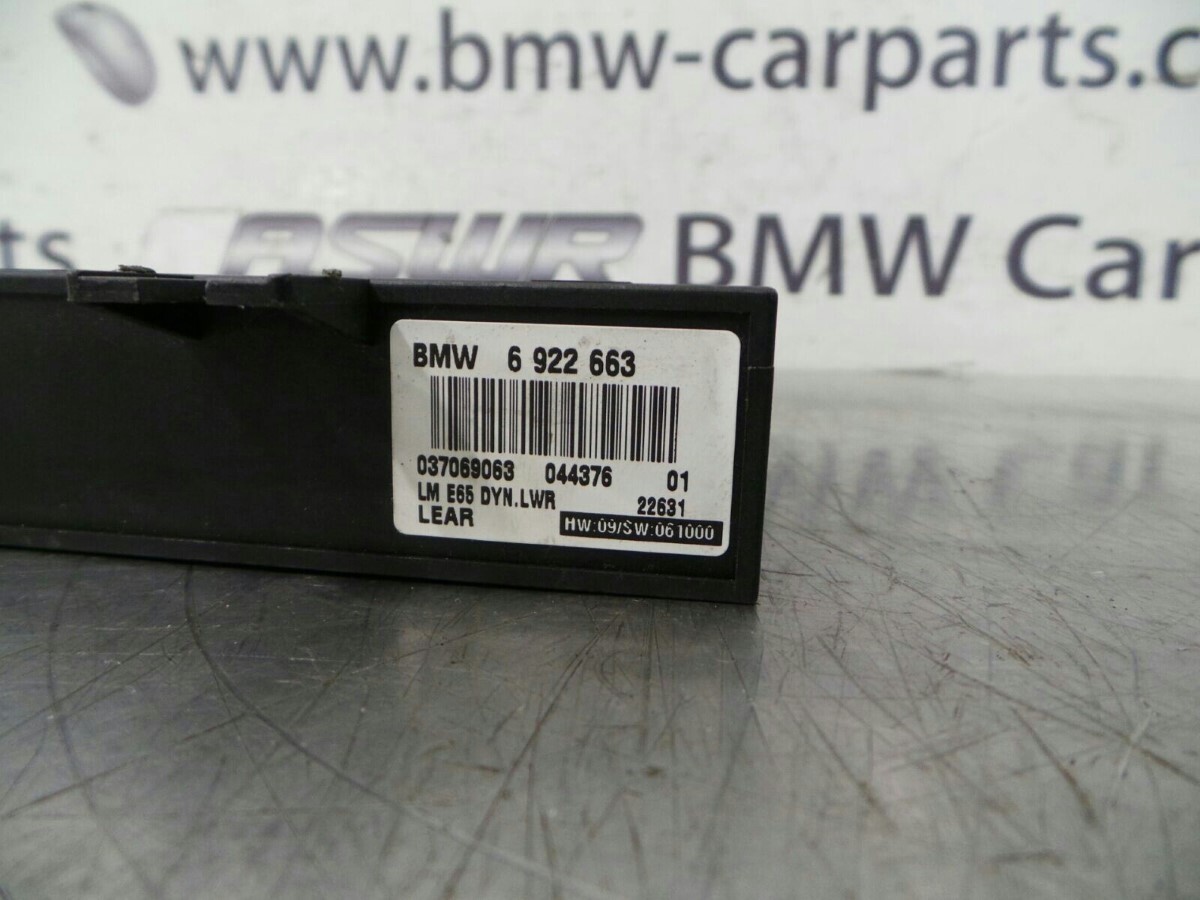 www.bmw-carparts.c
ts ASWR BMW Car
BMW 6 922 663
037069063 044376 01
LM E65 DYN.LWR 22631
LEAR HW:09/SW:061000